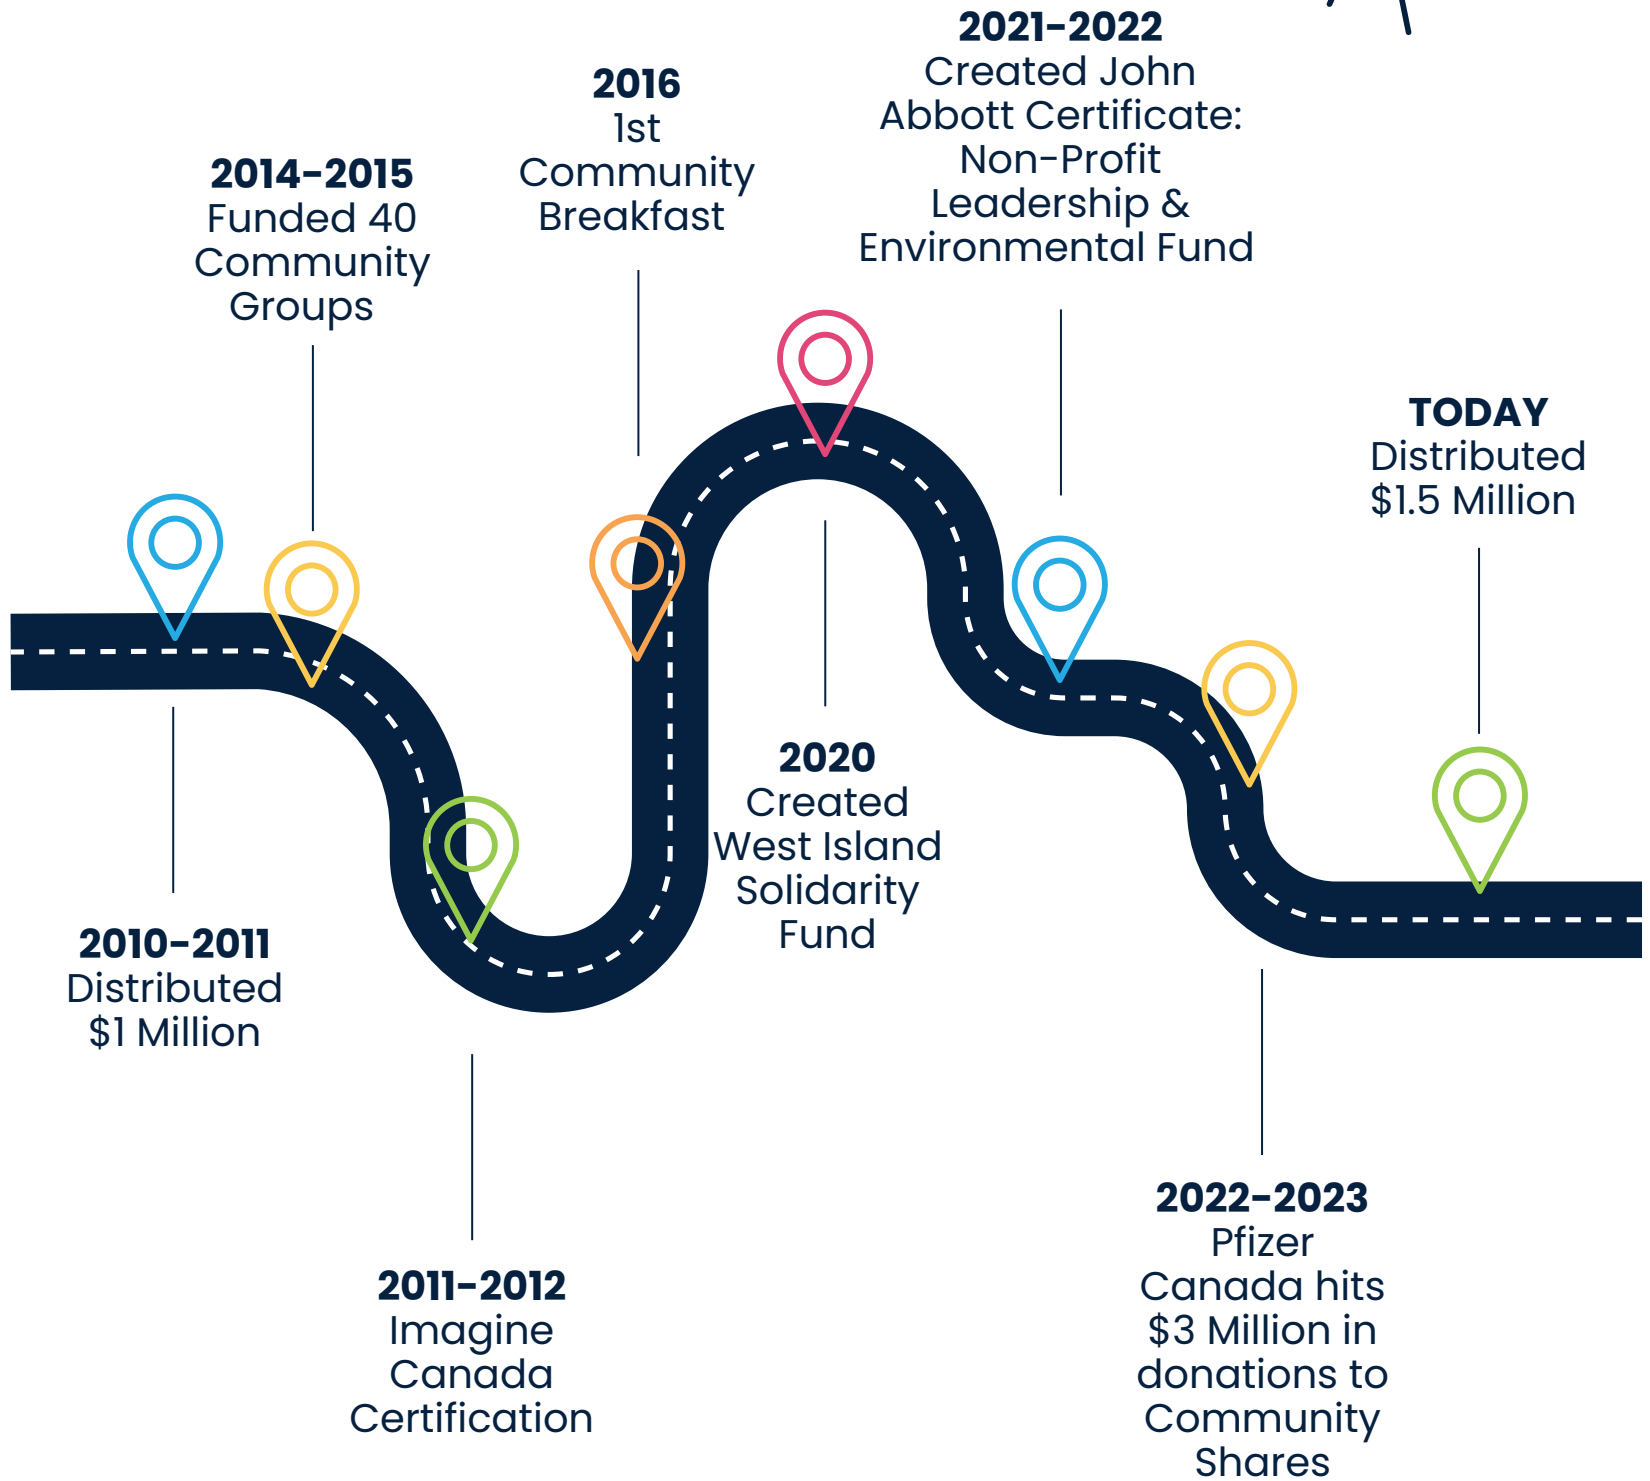 2021-2022
Created John
Abbott Certificate:
Non-Profit
Leadership &
Environmental Fund
2016
1st
Community
Breakfast
2014-2015
Funded 40
Community
Groups
TODAY
Distributed
$1.5 Million
2020
Created
West Island
Solidarity
Fund
2010-2011
Distributed
$1 Million
2011-2012
Imagine
Canada
Certification
2022-2023
Pfizer
Canada hits
$3 Million in
donations to
Community
Shares